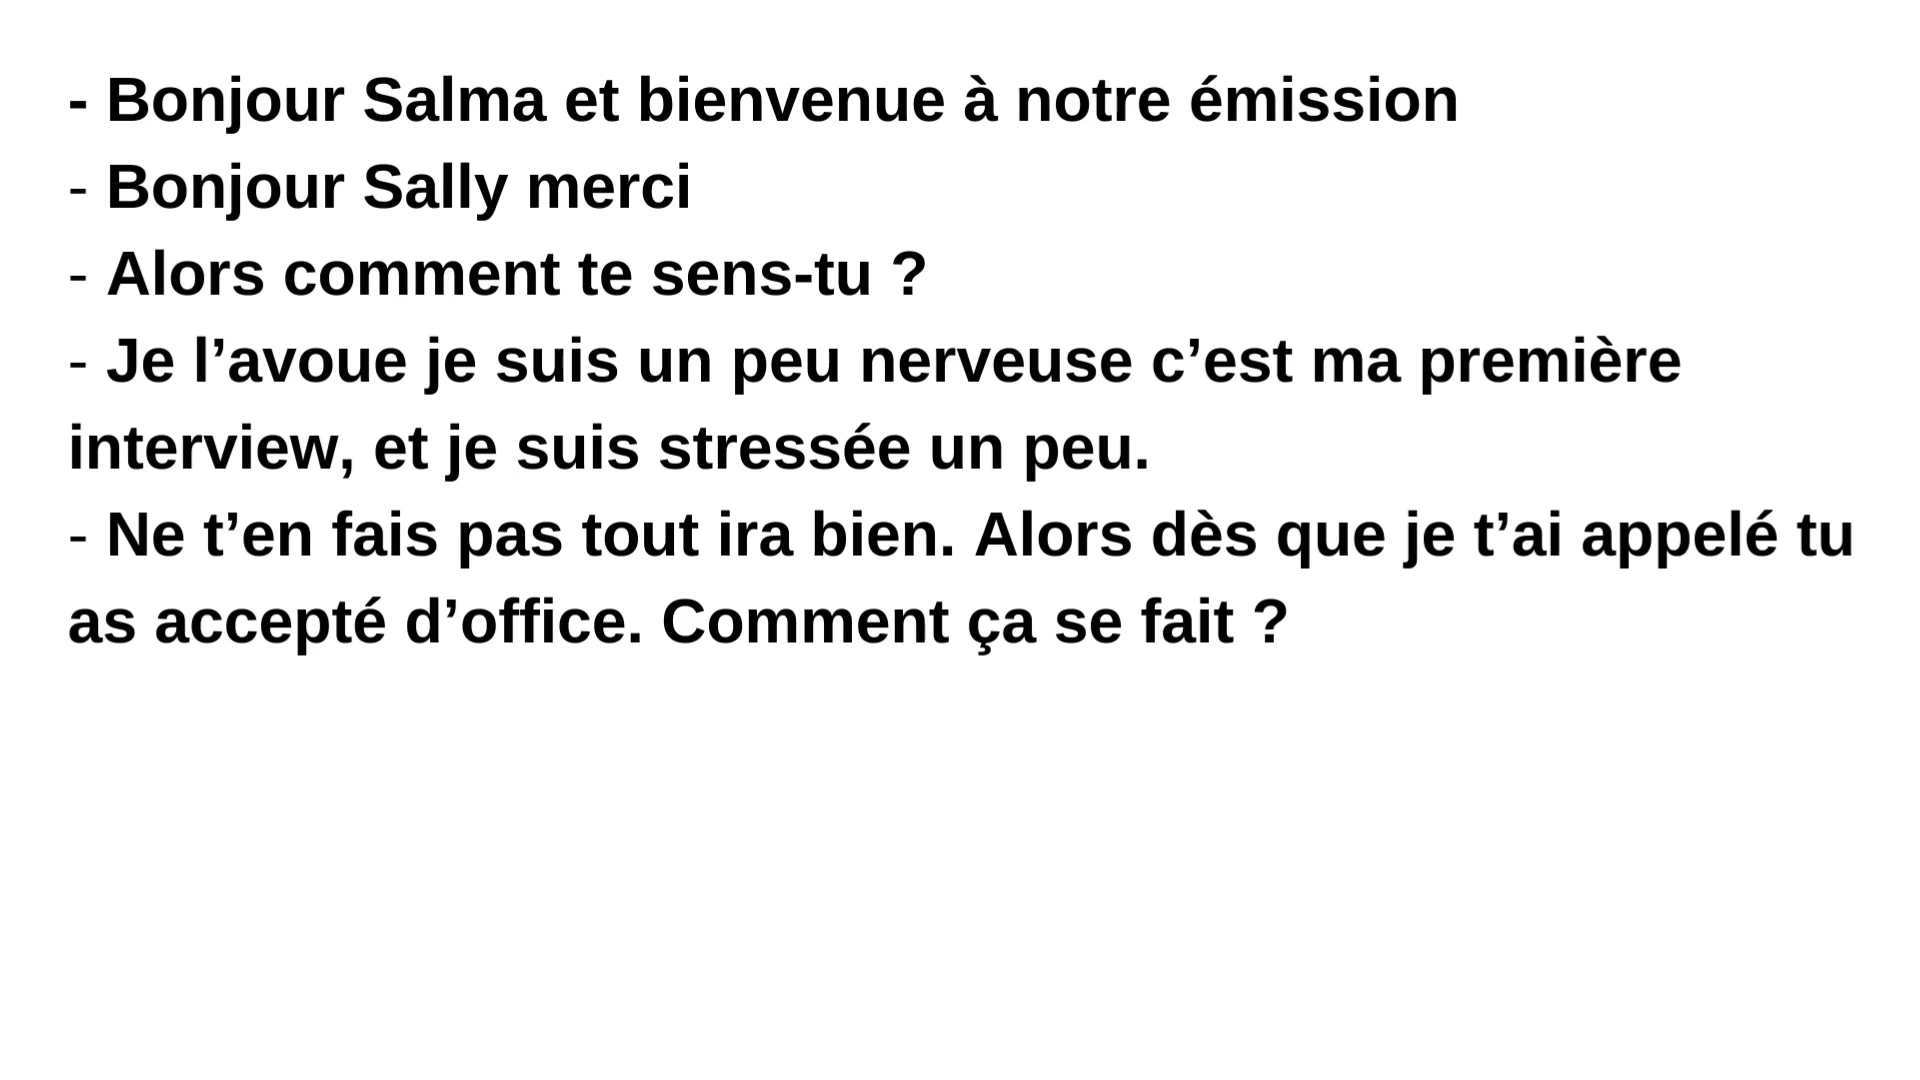 - Bonjour Salma et bienvenue à notre émission
- Bonjour Sally merci
- Alors comment te sens-tu ?
- Je l’avoue je suis un peu nerveuse c’est ma première
interview, et je suis stressée un peu.
- Ne t’en fais pas tout ira bien. Alors dès que je t’ai appelé tu
as accepté d’office. Comment ça se fait ?